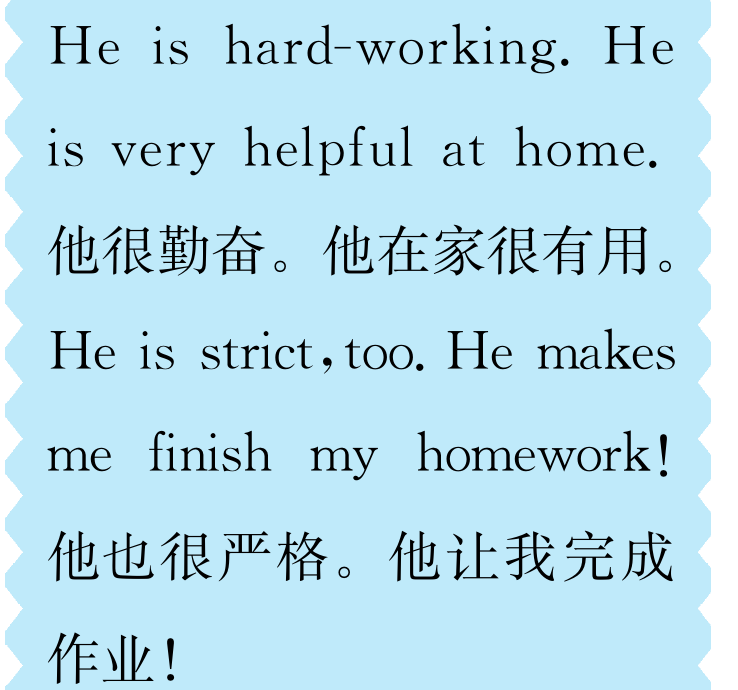 He is hard-working. He
is very helpful at home.
他很勤奋。他在家很有用。
He is strict,too. He makes
me finish my homework!
他也很严格。他让我完成
作业!